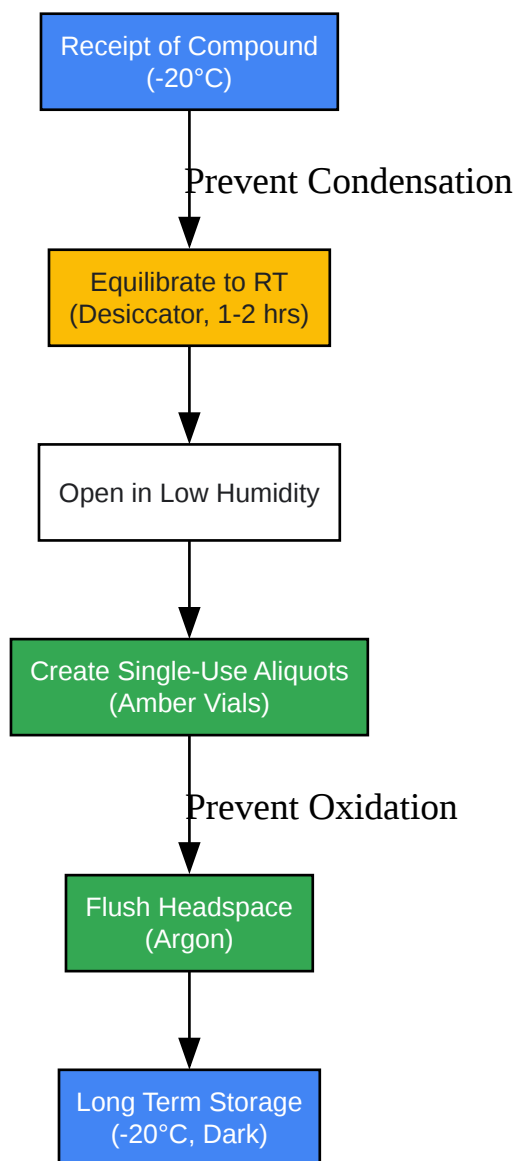 Receipt of Compound
(-20°C)
Prevent Condensation
Equilibrate to RT
(Desiccator, 1-2 hrs)
Open in Low Humidity
Create Single-Use Aliquots
(Amber Vials)
Prevent Oxidation
Flush Headspace
(Argon)
Long Term Storage
(-20°C, Dark)